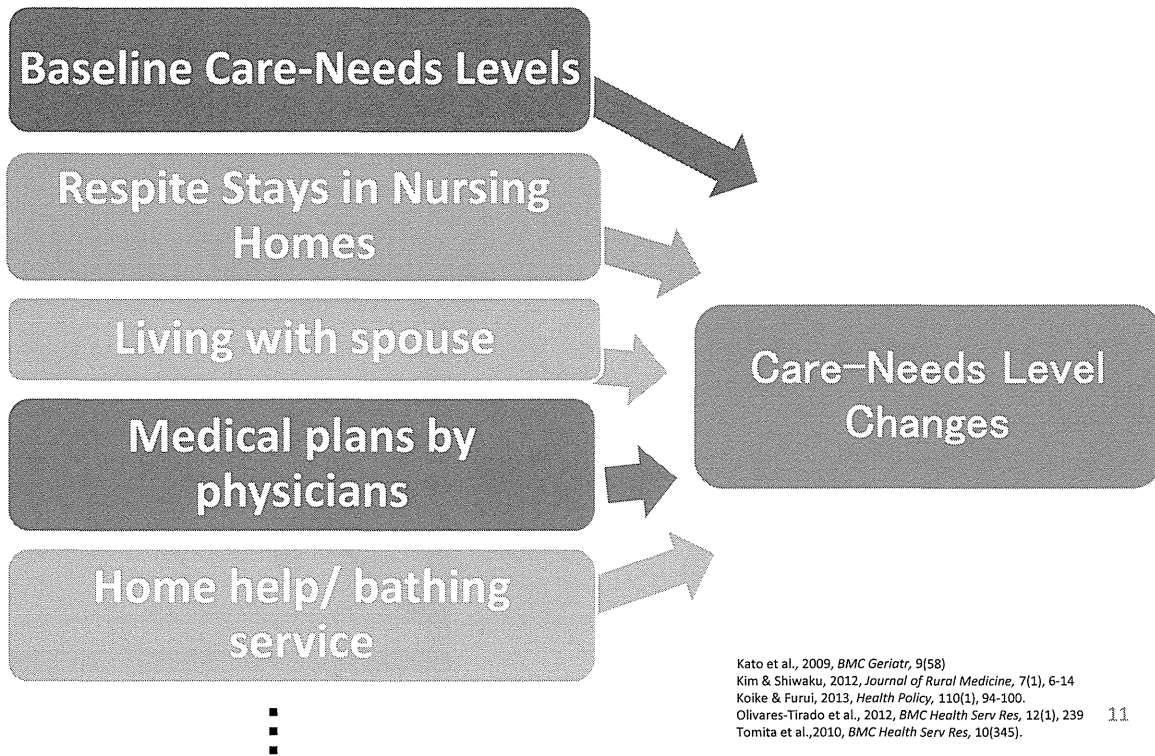 Baseline Care-Needs Levels
Respite Stays in Nursing
Homes
Living with spouse
Medical plans by
physicians
Home help/ bathing
service
Care-Needs Level
Changes
Kato et al., 2009, BMC Geriatr, 9(58)
Kim & Shiwaku, 2012, Journal of Rural Medicine, 7(1), 6-14
Koike & Furui, 2013, Health Policy, 110(1), 94-100.
Olivares-Tirado et al., 2012, BMC Health Serv Res, 12(1), 239
Tomita et al.,2010, BMC Health Serv Res, 10(345).
11